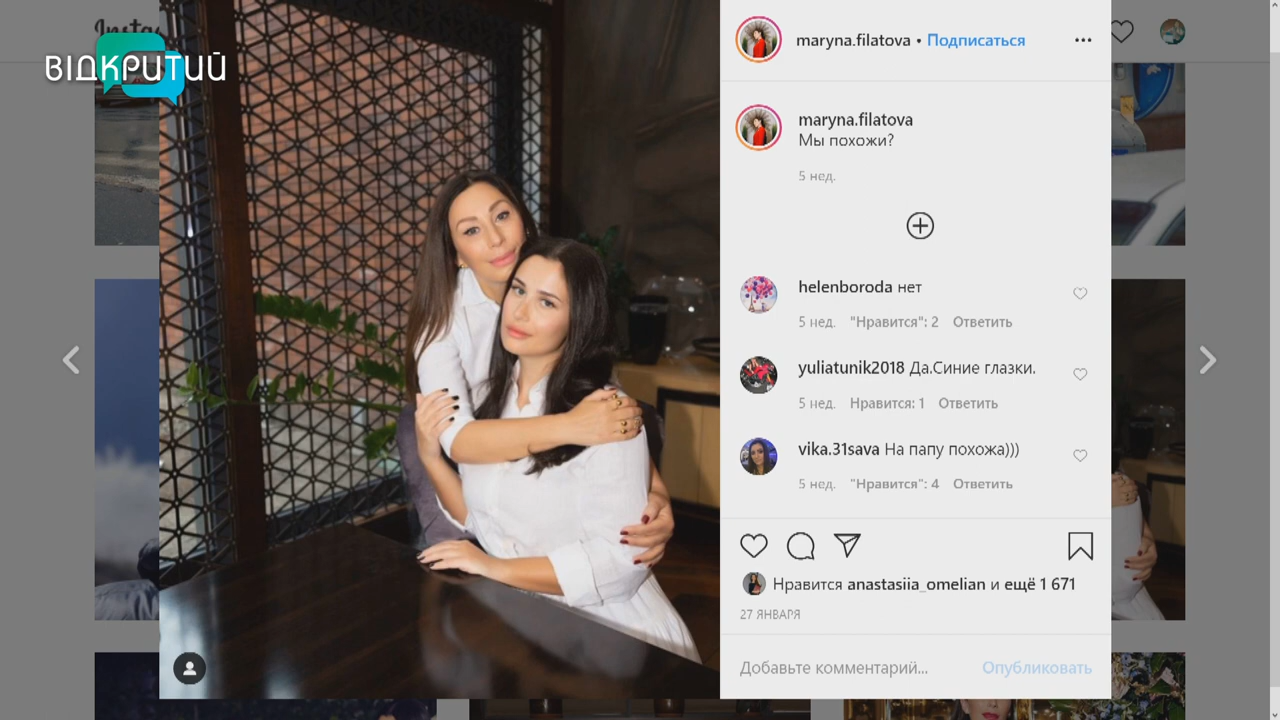 ВІДКРИТИЙ
maryna.filatova • Подписаться
maryna.filatova
Мы похожи?
5 нед.
helenboroda нет
5 нед. "Нравится": 2 Ответить
yuliatunik2018 Да.Синие глазки.
5 нед. Нравится: 1 Ответить
vika.31sava На папу похожа)))
5 нед. "Нравится": 4 Ответить
Нравится anastasiia_omelian и ещё 1 671
27 ЯНВАРЯ
Добавьте комментарий... Опубликовать